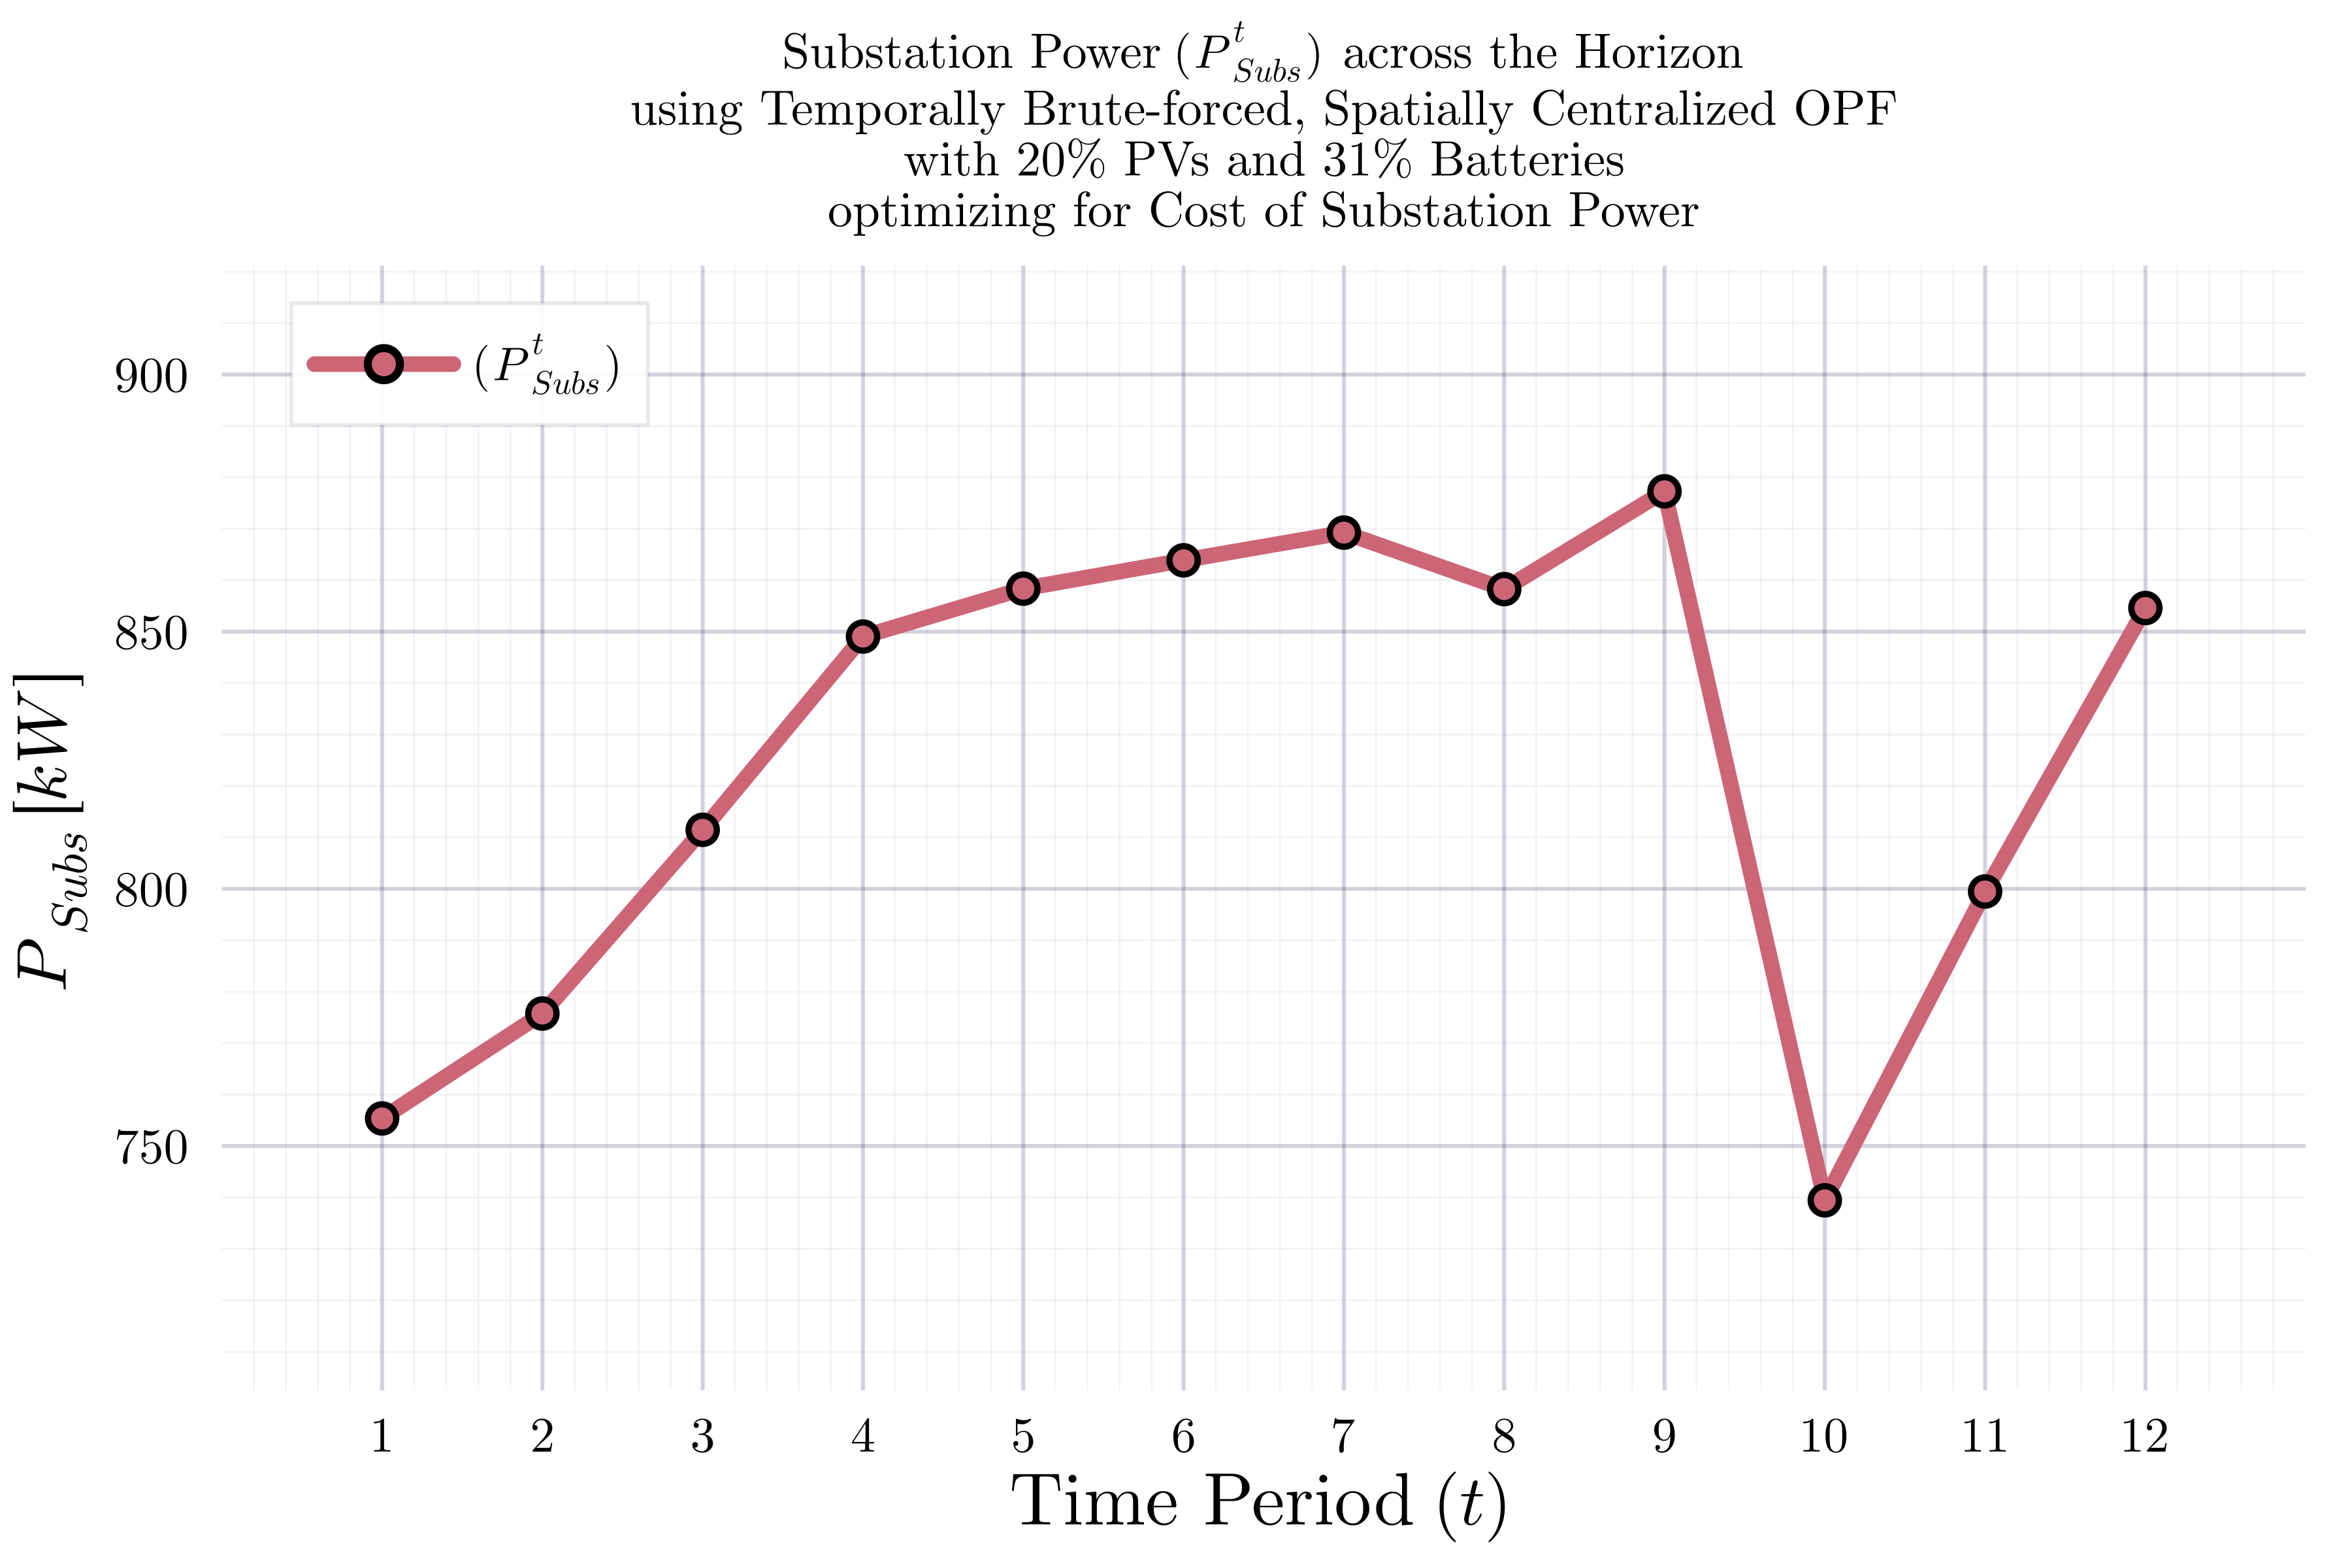 Substation Power (P^t_Subs) across the Horizon
using Temporally Brute-forced, Spatially Centralized OPF
with 20% PVs and 31% Batteries
optimizing for Cost of Substation Power
(P^t_Subs)
900
850
800
750
P_Subs [kW]
1 2 3 4 5 6 7 8 9 10 11 12
Time Period (t)